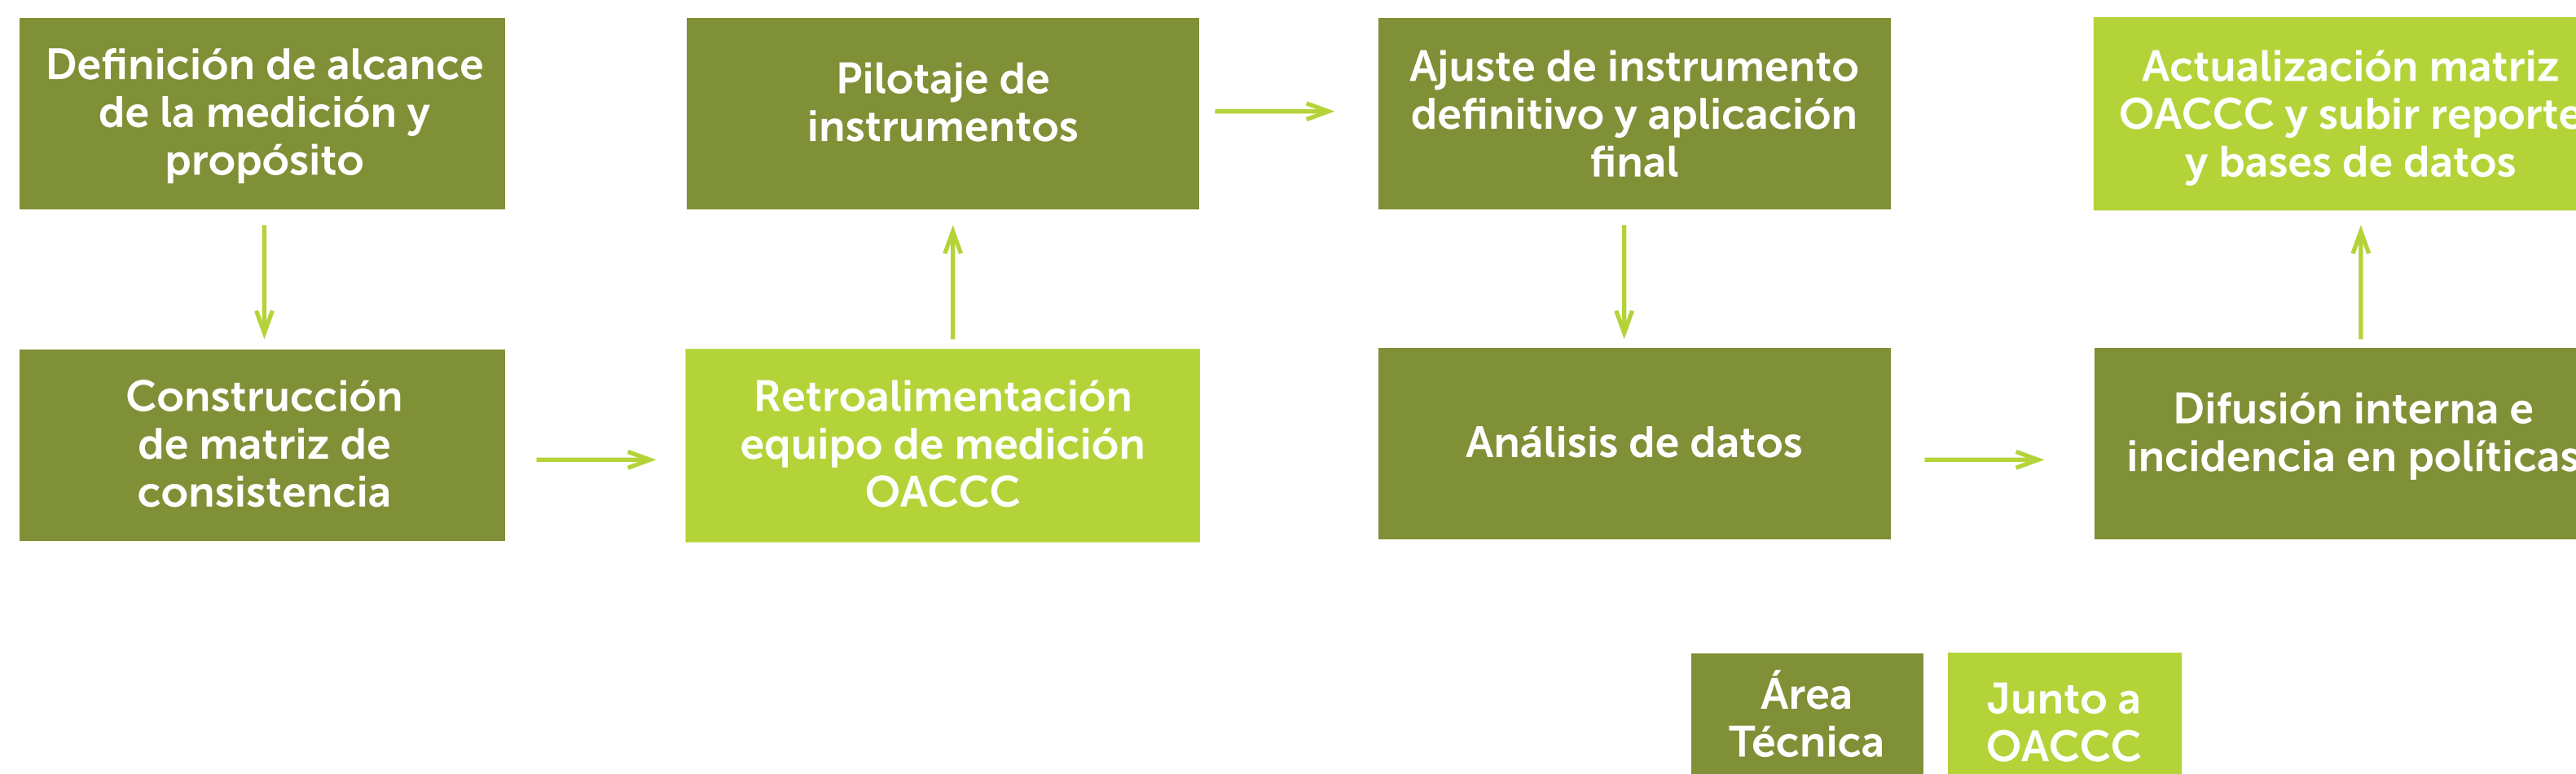 Definición de alcance
de la medición y
propósito
Construcción
de matriz de
consistencia
Retroalimentación
equipo de medición
OACCC
Pilotaje de
instrumentos
Ajuste de instrumento
definitivo y aplicación
final
Análisis de datos
Difusión interna e
incidencia en políticas
Actualización matriz
OACCC y subir reporte
y bases de datos
Área
Técnica
Junto a
OACCC